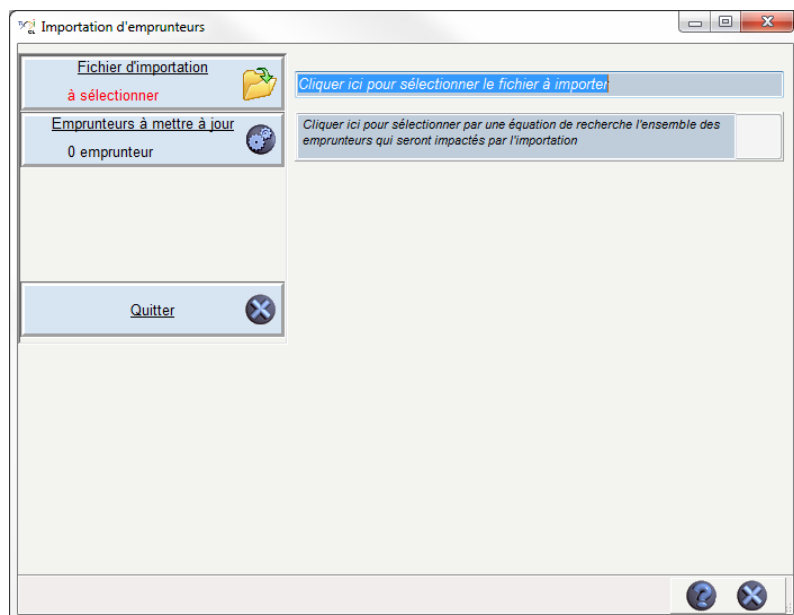 Importation d'emprunteurs
Fichier d'importation
à sélectionner
Cliquer ici pour sélectionner le fichier à importer
Emprunteurs à mettre à jour
0 emprunteur
Cliquer ici pour sélectionner par une équation de recherche l'ensemble des
emprunteurs qui seront impactés par l'importation
Quitter